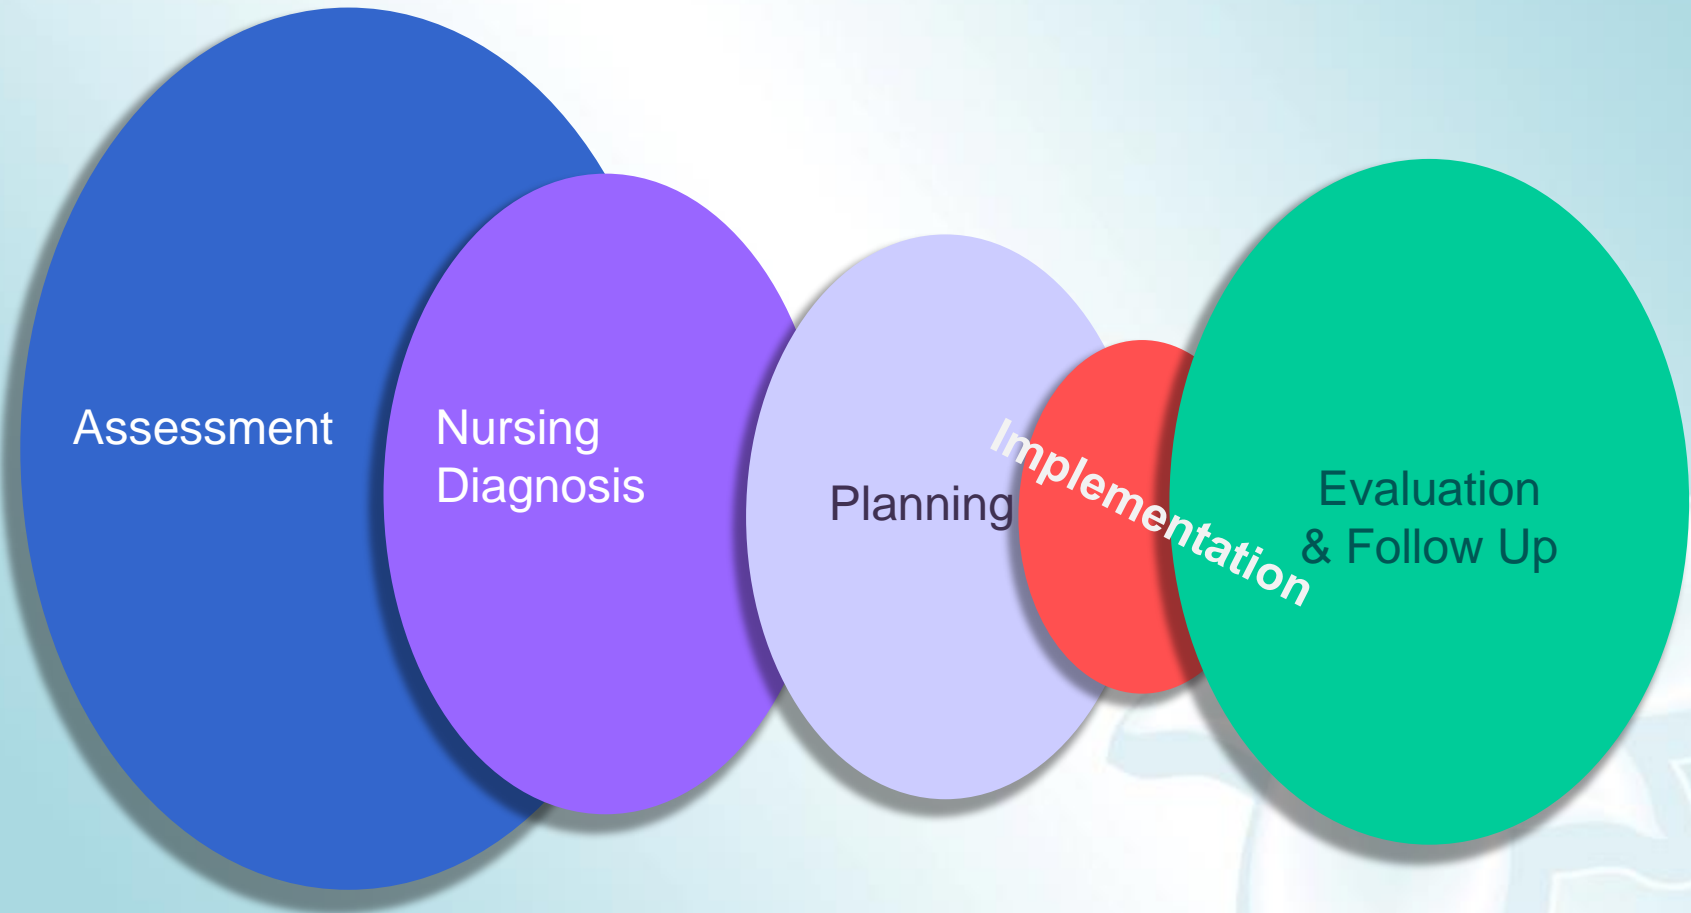 Assessment
Nursing
Diagnosis
Planning
Implementation
Evaluation
& Follow Up